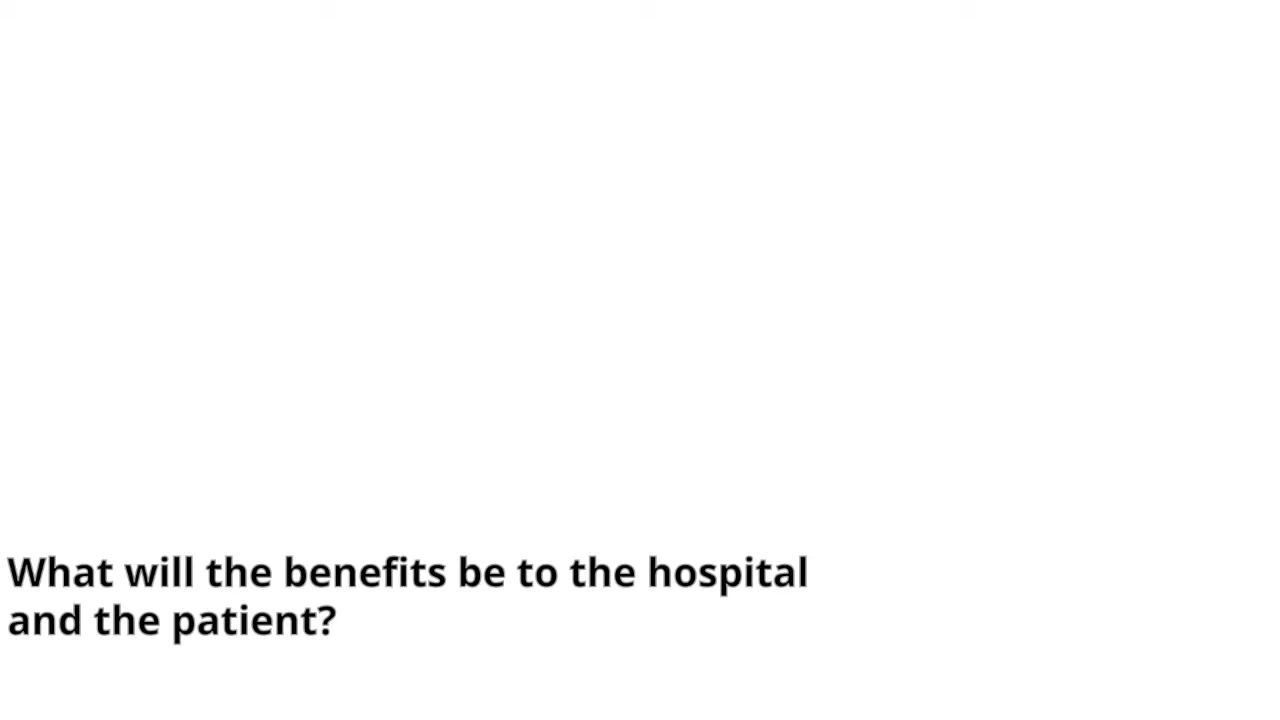 What will the benefits be to the hospital
and the patient?